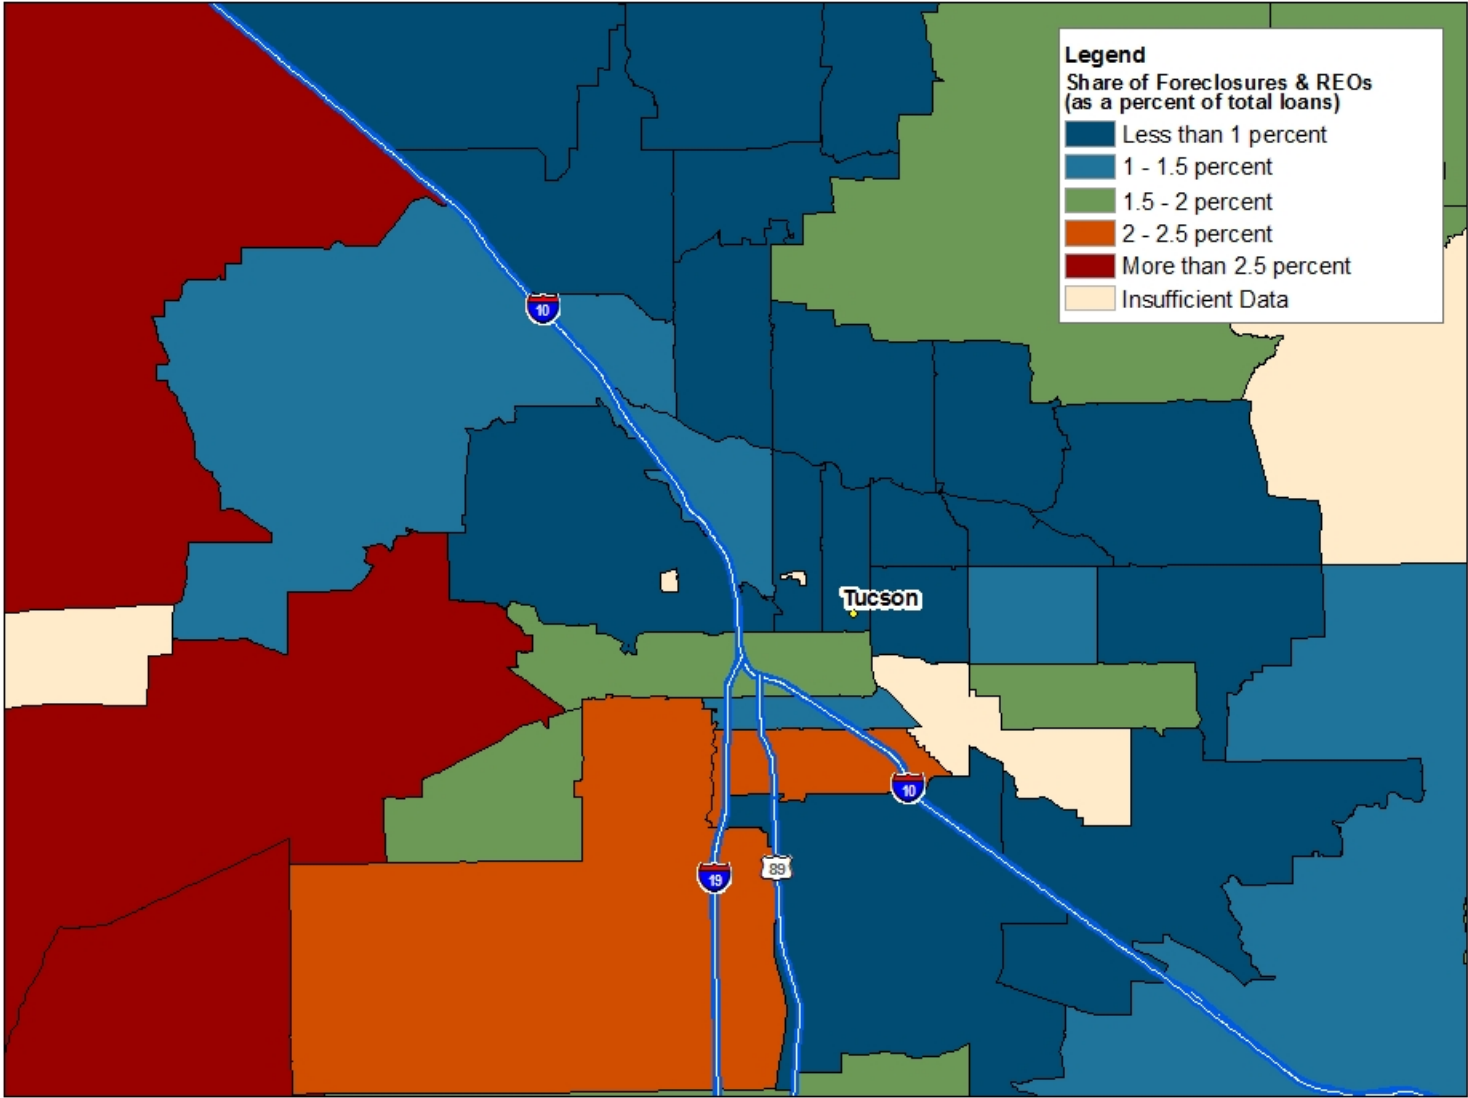 Legend
Share of Foreclosures & REOs
(as a percent of total loans)
Less than 1 percent
1 - 1.5 percent
1.5 - 2 percent
2 - 2.5 percent
More than 2.5 percent
Insufficient Data
10
Tucson
10
19
89